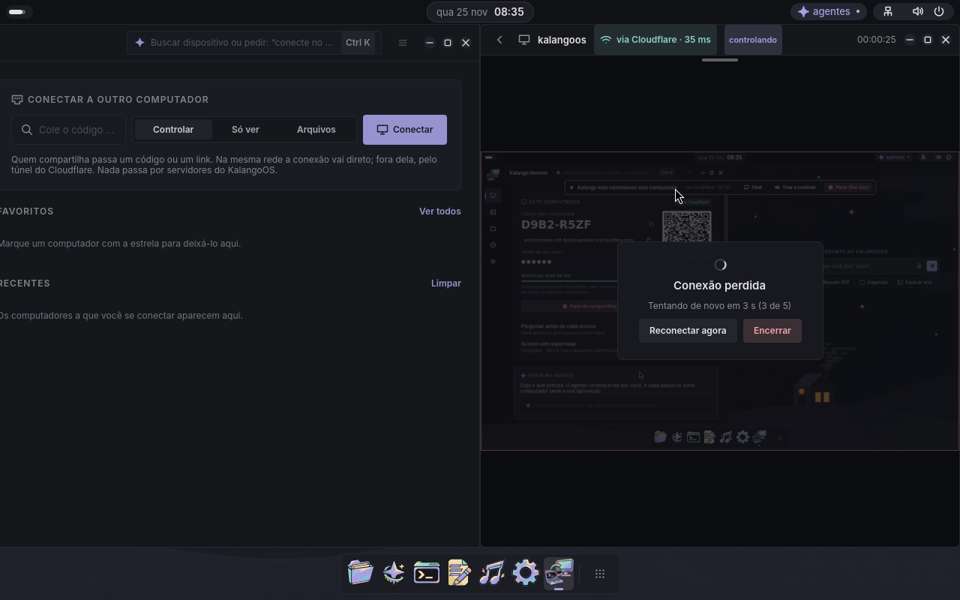 qua 25 nov 08:35
agentes
Buscar dispositivo ou pedir: "conecte no ...
Ctrl K
CONECTAR A OUTRO COMPUTADOR
Cole o código ...
Controlar
Só ver
Arquivos
Conectar
Quem compartilha passa um código ou um link. Na mesma rede a conexão vai direto; fora dela, pelo
túnel do Cloudflare. Nada passa por servidores do KalangoOS.
FAVORITOS
Ver todos
Marque um computador com a estrela para deixá-lo aqui.
RECENTES
Limpar
Os computadores a que você se conectar aparecem aqui.
kalangoos
via Cloudflare · 35 ms
controlando
00:00:25
D9B2-R5ZF
Conexão perdida
Tentando de novo em 3 s (3 de 5)
Reconectar agora
Encerrar